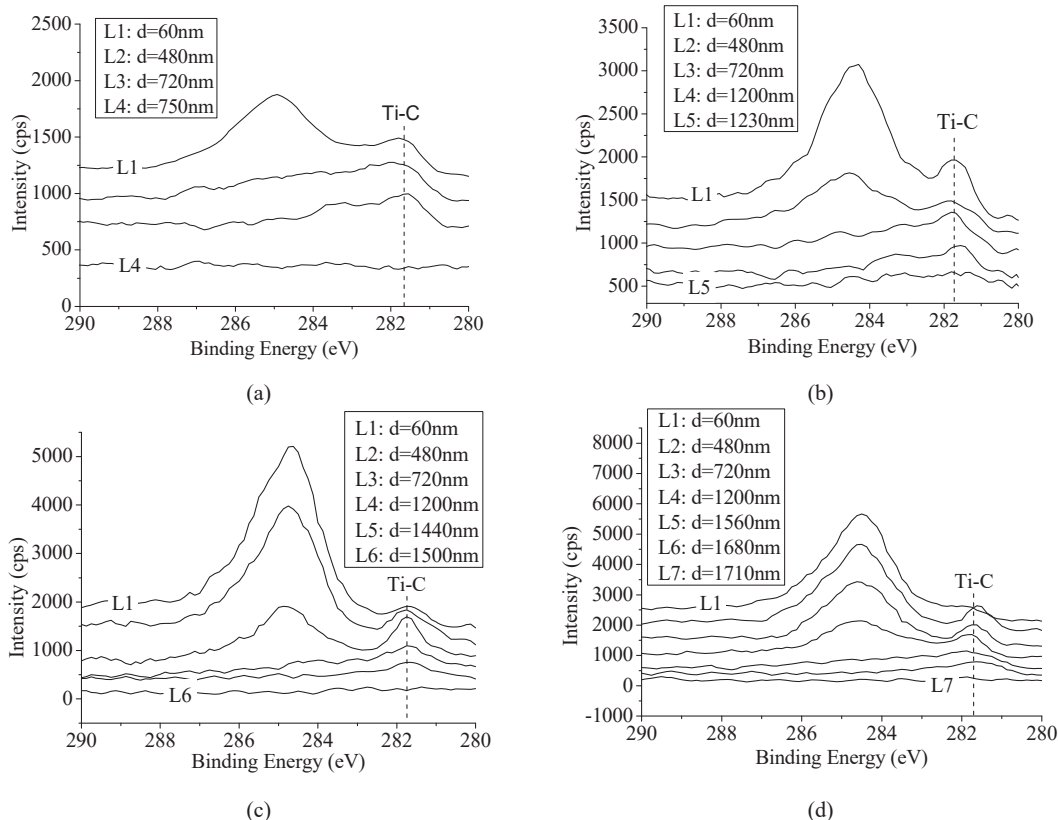 2500
2000
1500
1000
500
0
Intensity (cps)
L1: d=60nm
L2: d=480nm
L3: d=720nm
L4: d=750nm
Ti-C
L1
L4
290 288 286 284 282 280
Binding Energy (eV)
(a)
3500
3000
2500
2000
1500
1000
500
Intensity (cps)
L1: d=60nm
L2: d=480nm
L3: d=720nm
L4: d=1200nm
L5: d=1230nm
Ti-C
L1
L5
290 288 286 284 282 280
Binding Energy (eV)
(b)
5000
4000
3000
2000
1000
0
Intensity (cps)
L1: d=60nm
L2: d=480nm
L3: d=720nm
L4: d=1200nm
L5: d=1440nm
L6: d=1500nm
Ti-C
L1
L6
290 288 286 284 282 280
Binding Energy (eV)
(c)
8000
7000
6000
5000
4000
3000
2000
1000
0
-1000
Intensity (cps)
L1: d=60nm
L2: d=480nm
L3: d=720nm
L4: d=1200nm
L5: d=1560nm
L6: d=1680nm
L7: d=1710nm
Ti-C
L1
L7
290 288 286 284 282 280
Binding Energy (eV)
(d)